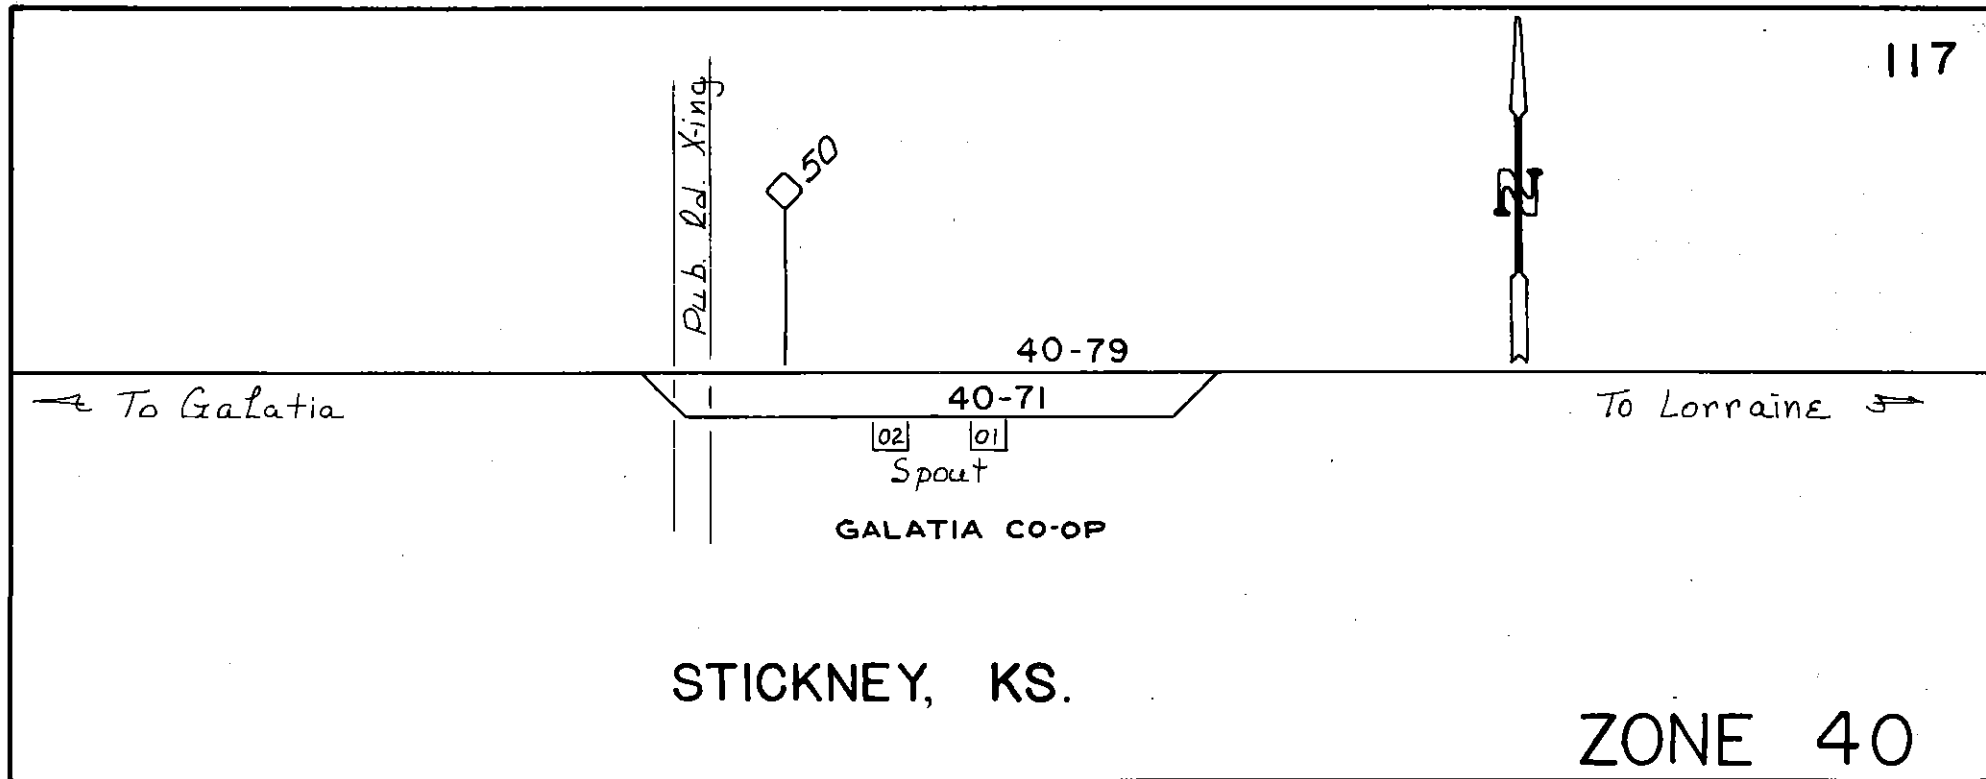 117
Pub. Rd. X-ing
50
N
40-79
To Galatia
40-71
To Lorraine
02
01
Spout
GALATIA CO-OP
STICKNEY, KS.
ZONE 40